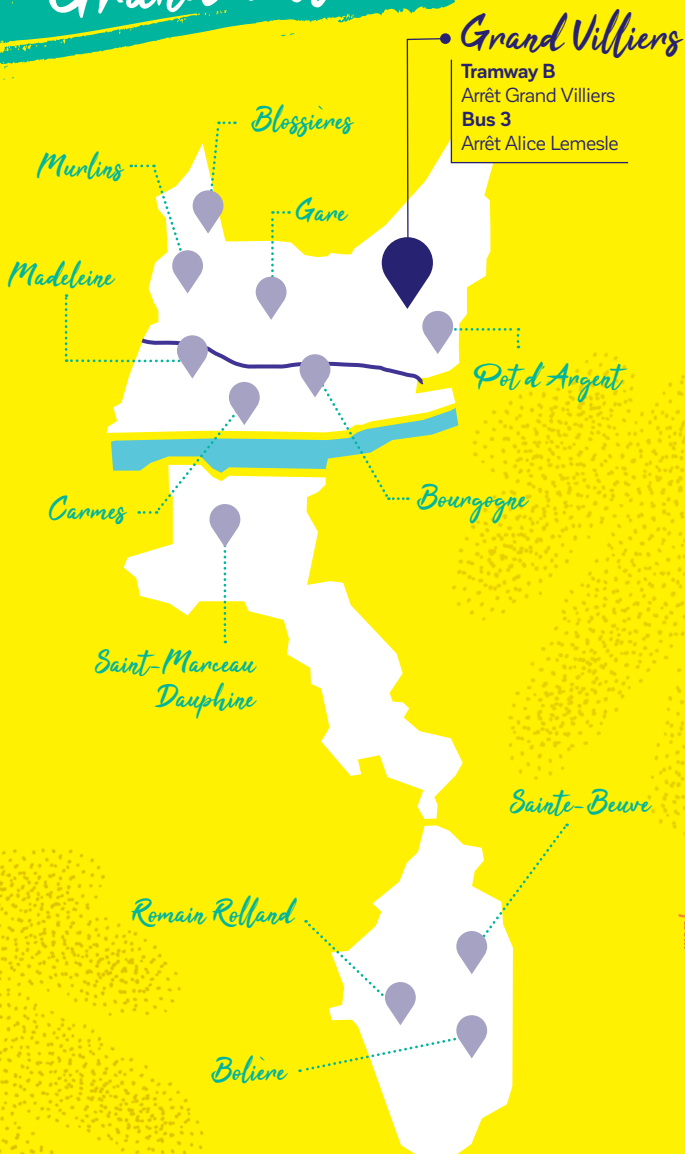 Grand Villiers
Tramway B
Arrêt Grand Villiers
Bus 3
Arrêt Alice Lemesle
Blossières
Murlins
Gare
Madeleine
Pot d'Argent
Carmes
Bourgogne
Saint-Marceau
Dauphine
Sainte-Beuve
Romain Rolland
Bolière